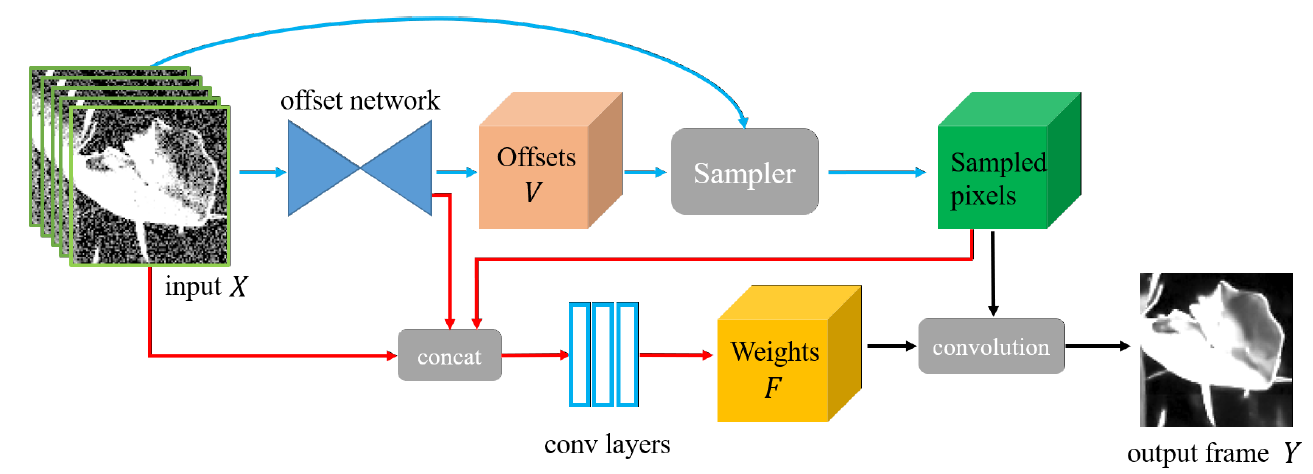 offset network
Offsets
V
Sampler
Sampled
pixels
input X
concat
conv layers
Weights
F
convolution
output frame Y